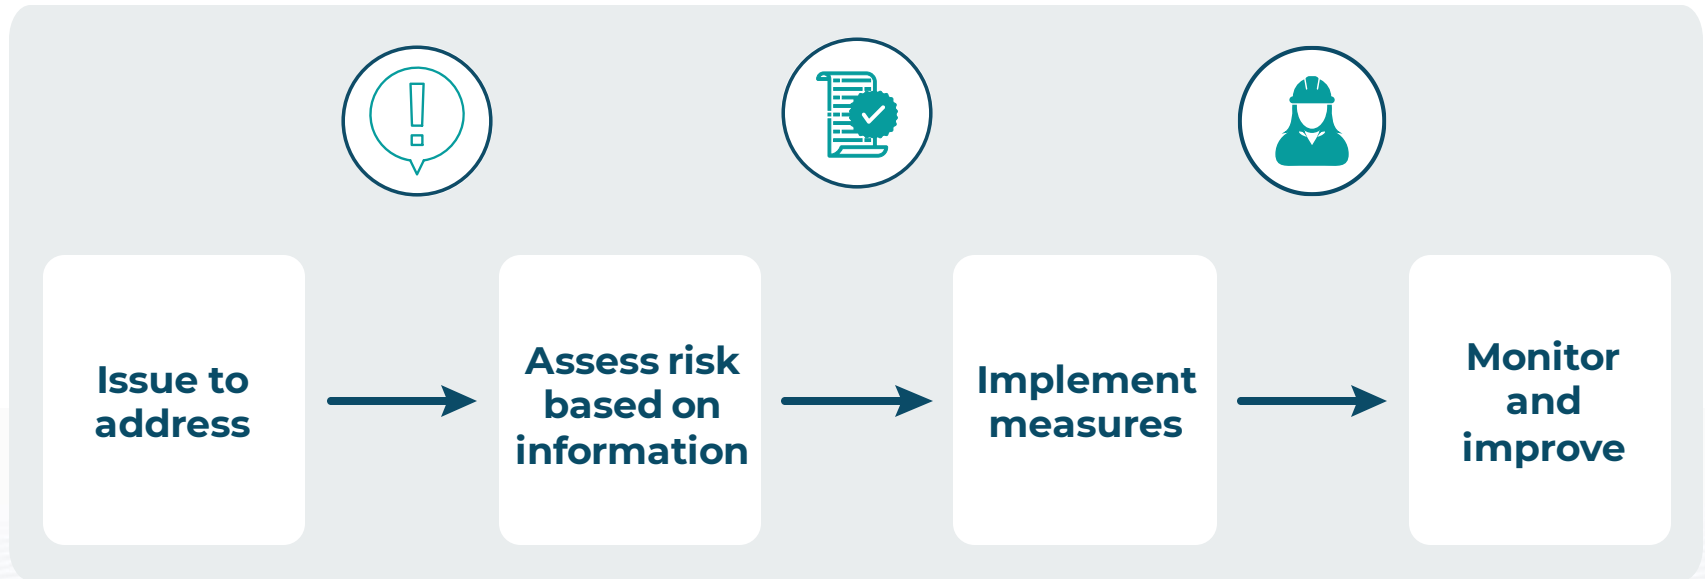 Issue to
address
Assess risk
based on
information
Implement
measures
Monitor
and
improve